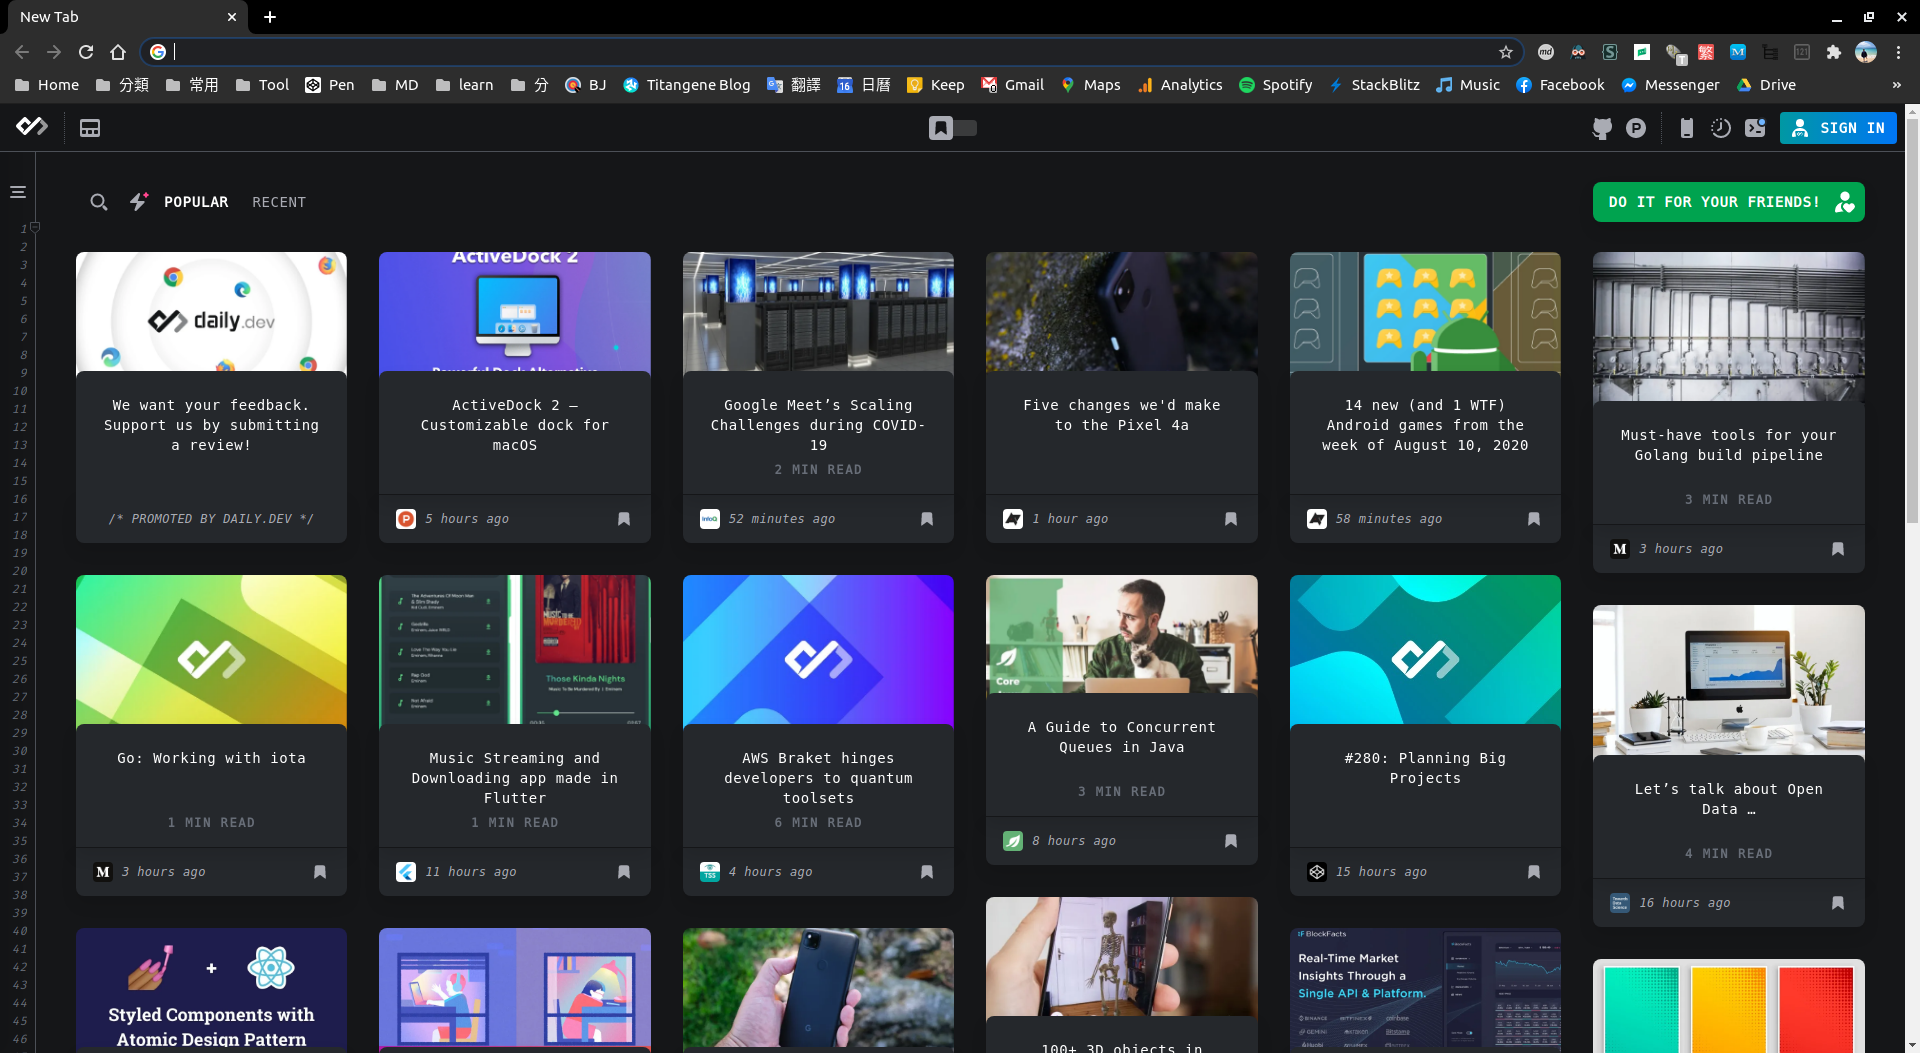 New Tab
Home 分類 常用 Tool Pen MD learn 分 BJ Titangene Blog 翻譯 日曆 Keep Gmail Maps Analytics Spotify StackBlitz Music Facebook Messenger Drive »
SIGN IN
POPULAR RECENT
DO IT FOR YOUR FRIENDS!
1
2
3
4
5
6
7
8
9
10
11
12
13
14
15
16
17
18
19
20
21
22
23
24
25
26
27
28
29
30
31
32
33
34
35
36
37
38
39
40
41
42
43
44
45
46
daily.dev
We want your feedback.
Support us by submitting
a review!
/* PROMOTED BY DAILY.DEV */
ActiveDock 2
Powerful Dock Alternative
ActiveDock 2 –
Customizable dock for
macOS
5 hours ago
Google Meet’s Scaling
Challenges during COVID-
19
2 MIN READ
InfoQ
52 minutes ago
Five changes we'd make
to the Pixel 4a
1 hour ago
14 new (and 1 WTF)
Android games from the
week of August 10, 2020
58 minutes ago
Must-have tools for your
Golang build pipeline
3 MIN READ
M
3 hours ago
Go: Working with iota
1 MIN READ
M
3 hours ago
Those Kinda Nights
Music To Be Murdered By | Eminem
Music Streaming and
Downloading app made in
Flutter
1 MIN READ
11 hours ago
AWS Braket hinges
developers to quantum
toolsets
6 MIN READ
TSS
4 hours ago
Core
A Guide to Concurrent
Queues in Java
3 MIN READ
8 hours ago
#280: Planning Big
Projects
15 hours ago
Let’s talk about Open
Data …
4 MIN READ
16 hours ago
+
Styled Components with
Atomic Design Pattern
100+ 3D objects in
BlockFacts
Real-Time Market
Insights Through a
Single API & Platform.